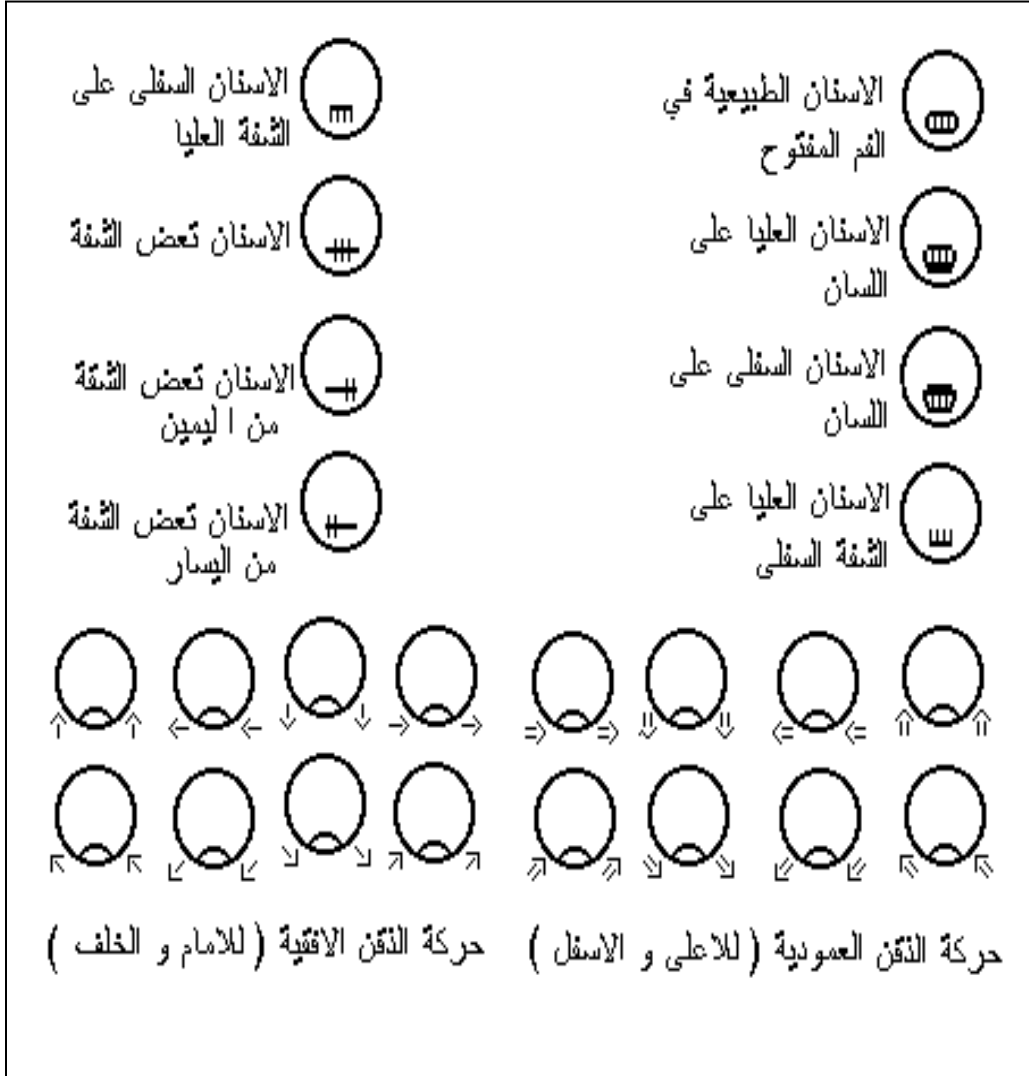 الاسنان الطبيعية في
الفم المفتوح
الاسنان العليا على
اللسان
الاسنان السفلى على
اللسان
الاسنان العليا على
الشفة السفلى
الاسنان السفلى على
الشفة العليا
الاسنان تعض الشفة
الاسنان تعض الشفة
من ا ليمين
الاسنان تعض الشفة
من اليسار
حركة الذقن العمودية ( للاعلى و الاسفل )
حركة الذقن الافقية ( للامام و الخلف )